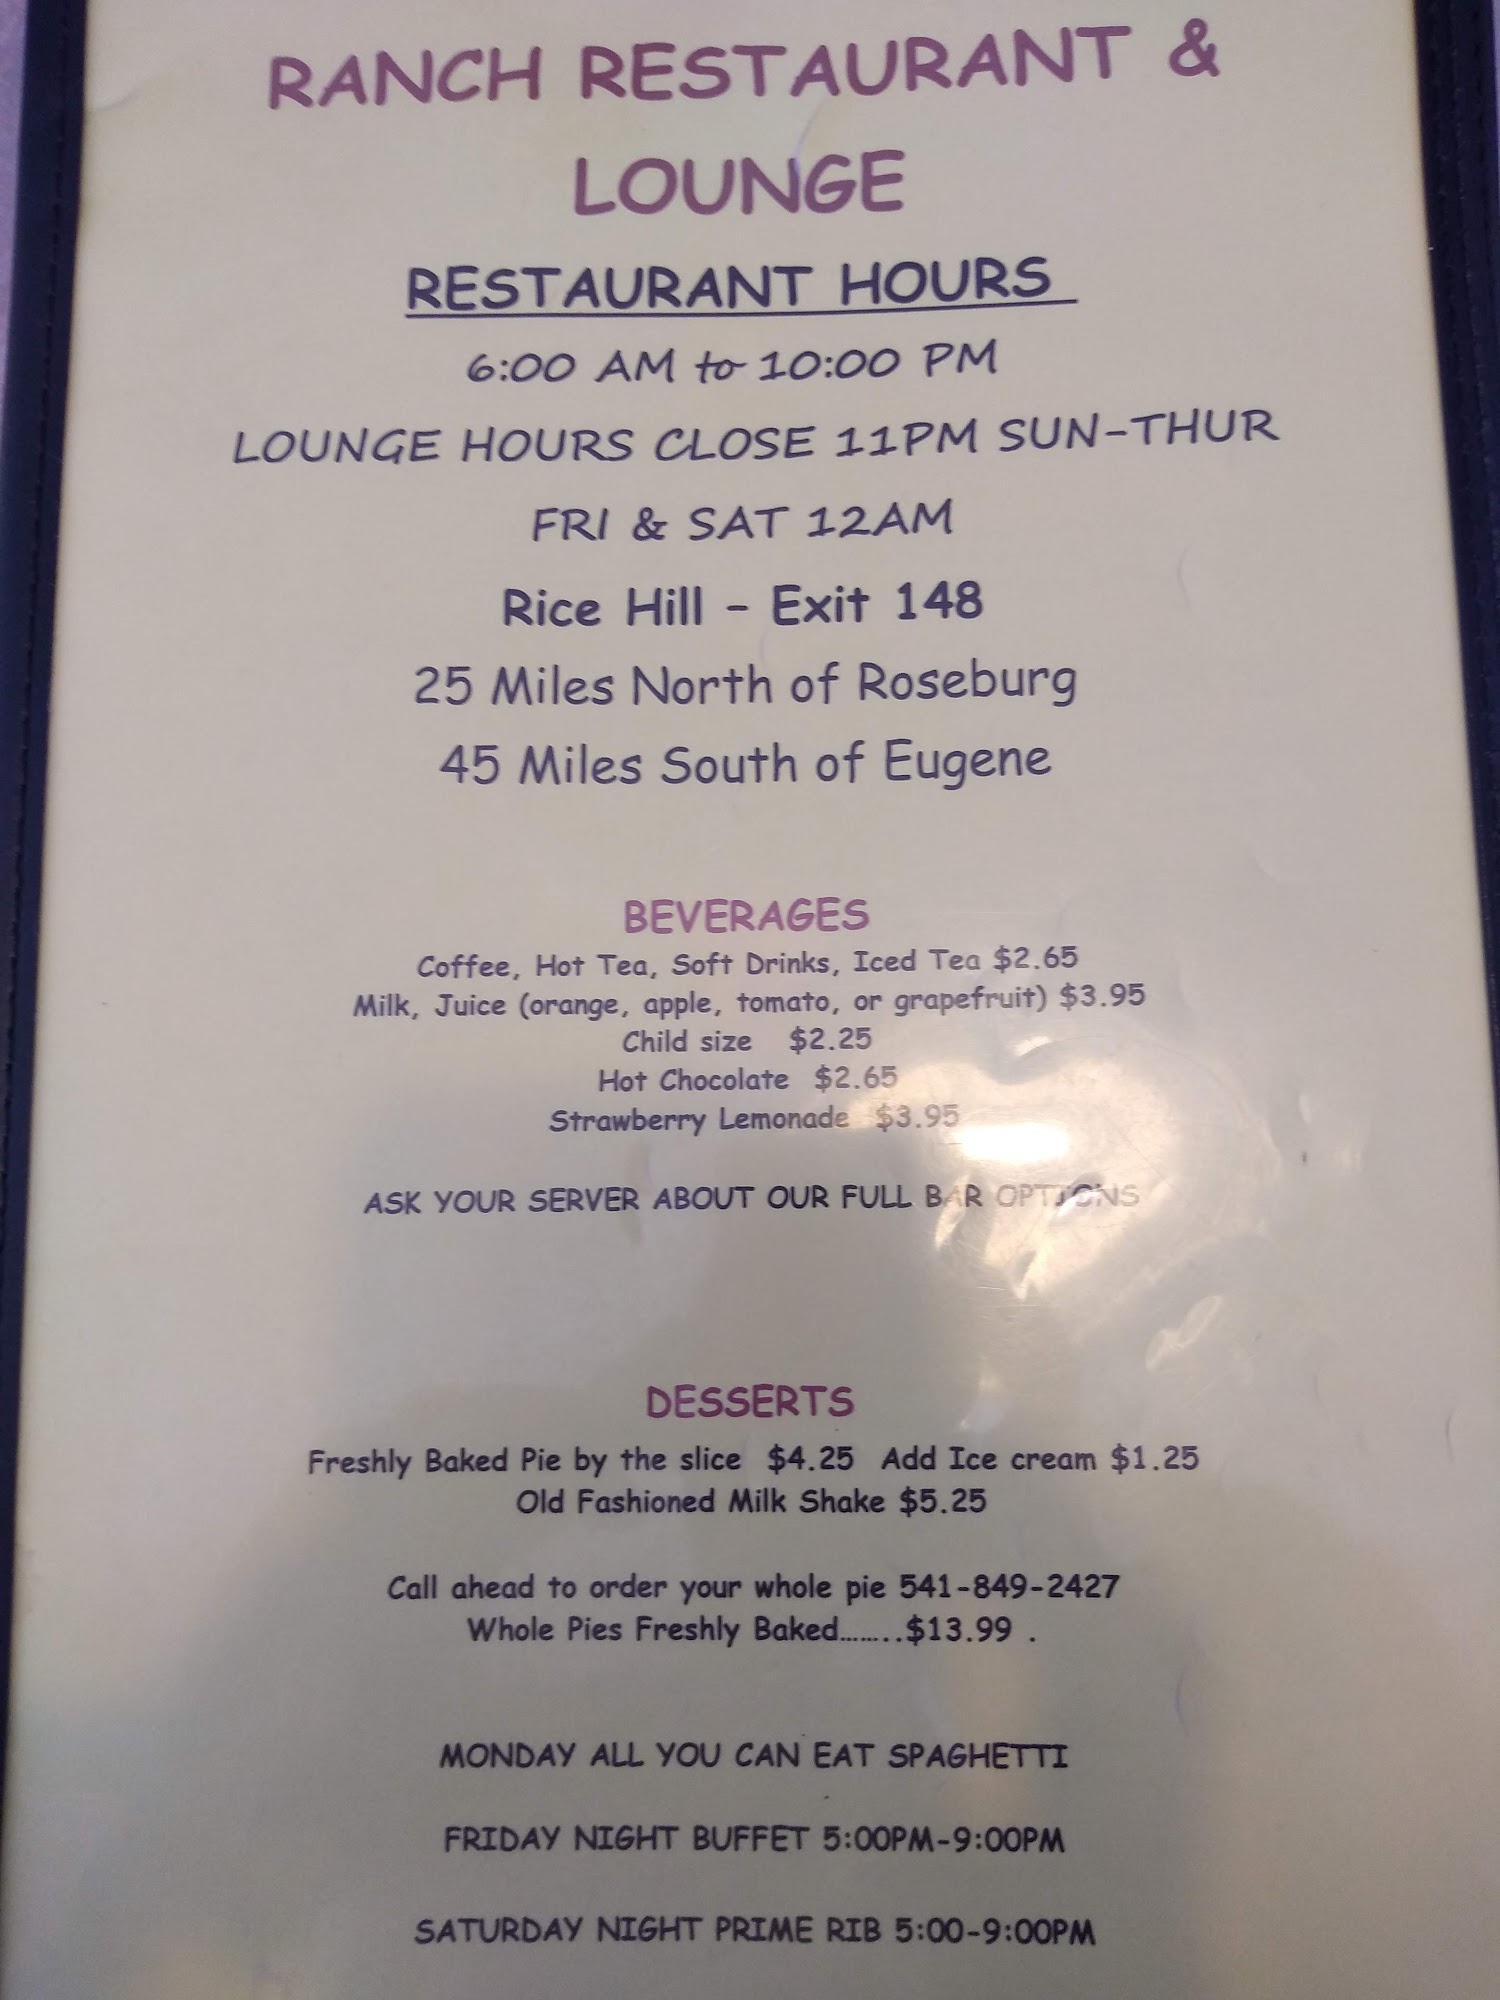 RANCH RESTAURANT &
LOUNGE
RESTAURANT HOURS
6:00 AM to 10:00 PM
LOUNGE HOURS CLOSE 11PM SUN-THUR
FRI & SAT 12AM
Rice Hill - Exit 148
25 Miles North of Roseburg
45 Miles South of Eugene
BEVERAGES
Coffee, Hot Tea, Soft Drinks, Iced Tea $2.65
Milk, Juice (orange, apple, tomato, or grapefruit) $3.95
Child size $2.25
Hot Chocolate $2.65
Strawberry Lemonade $3.95
ASK YOUR SERVER ABOUT OUR FULL BAR OPTIONS
DESSERTS
Freshly Baked Pie by the slice $4.25 Add Ice cream $1.25
Old Fashioned Milk Shake $5.25
Call ahead to order your whole pie 541-849-2427
Whole Pies Freshly Baked........$13.99 .
MONDAY ALL YOU CAN EAT SPAGHETTI
FRIDAY NIGHT BUFFET 5:00PM-9:00PM
SATURDAY NIGHT PRIME RIB 5:00-9:00PM